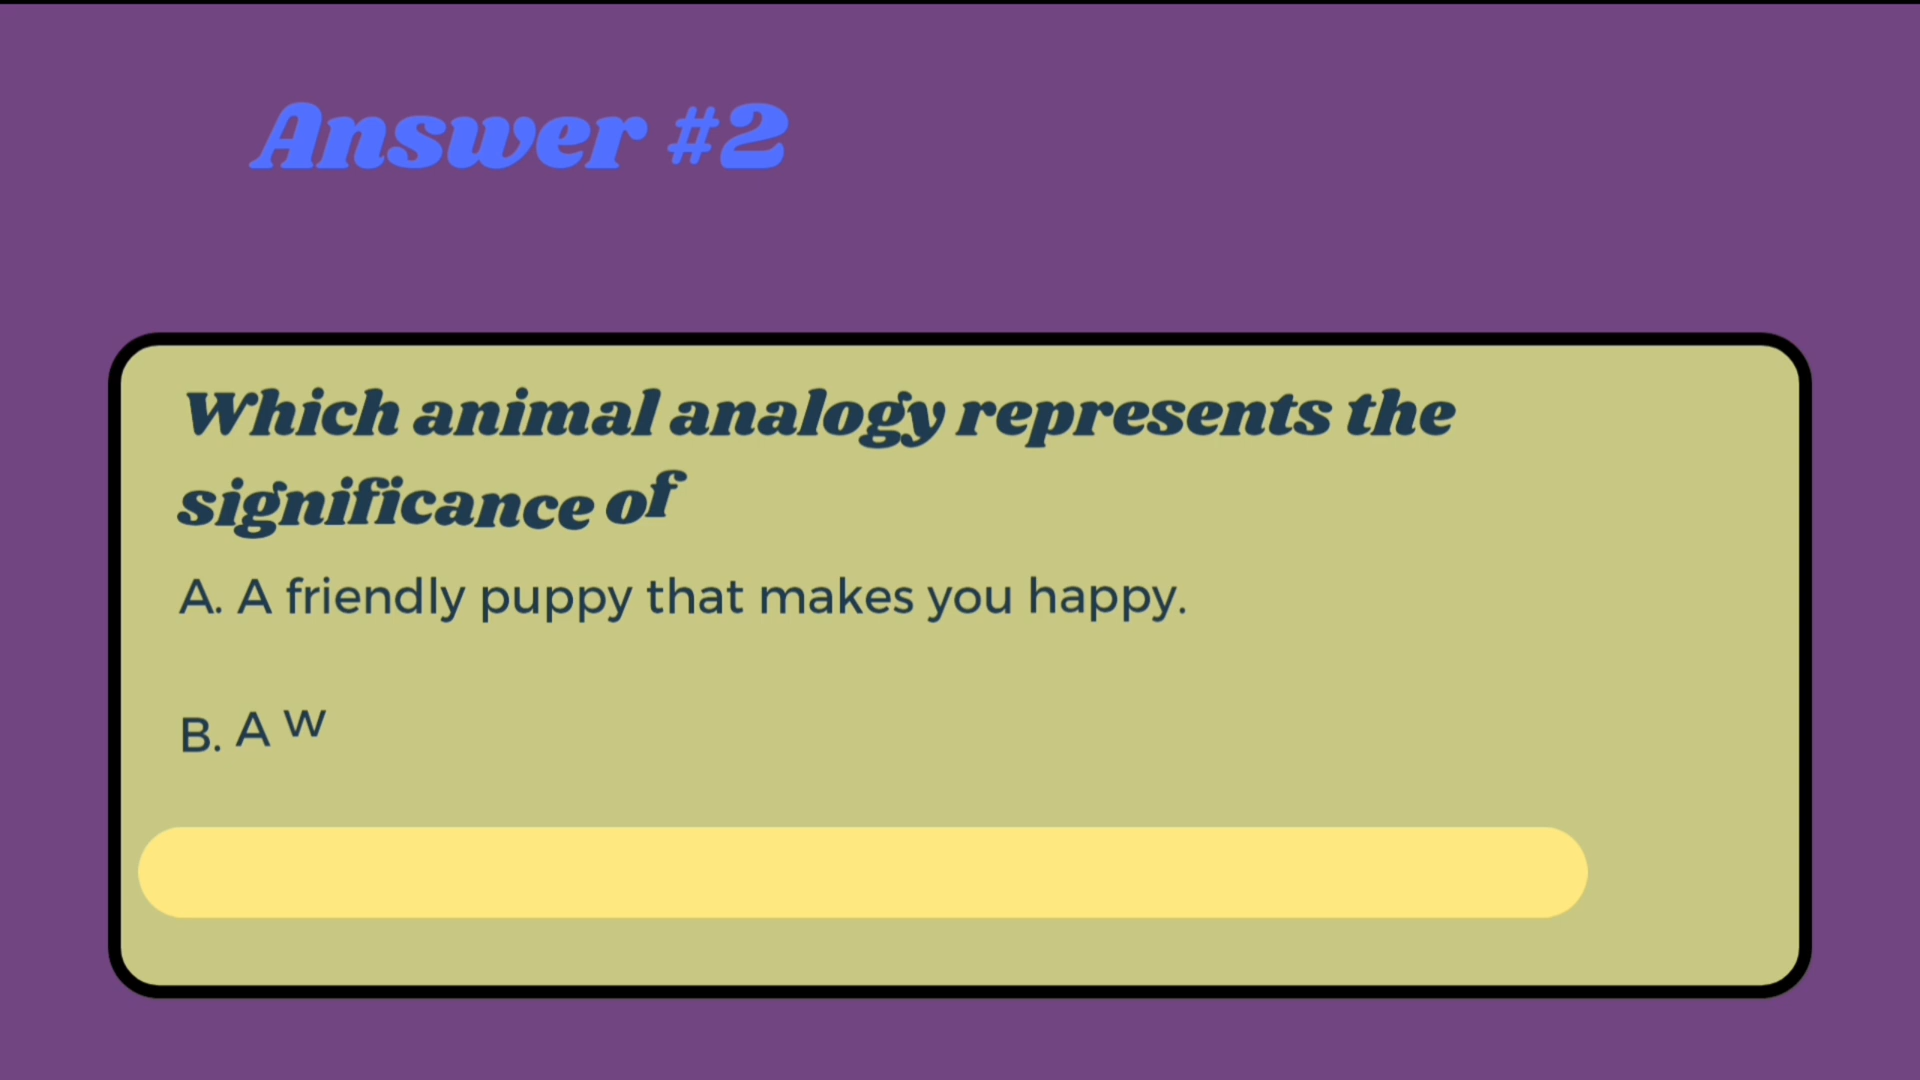 Answer #2
Which animal analogy represents the
significance of
A. A friendly puppy that makes you happy.
B. A w